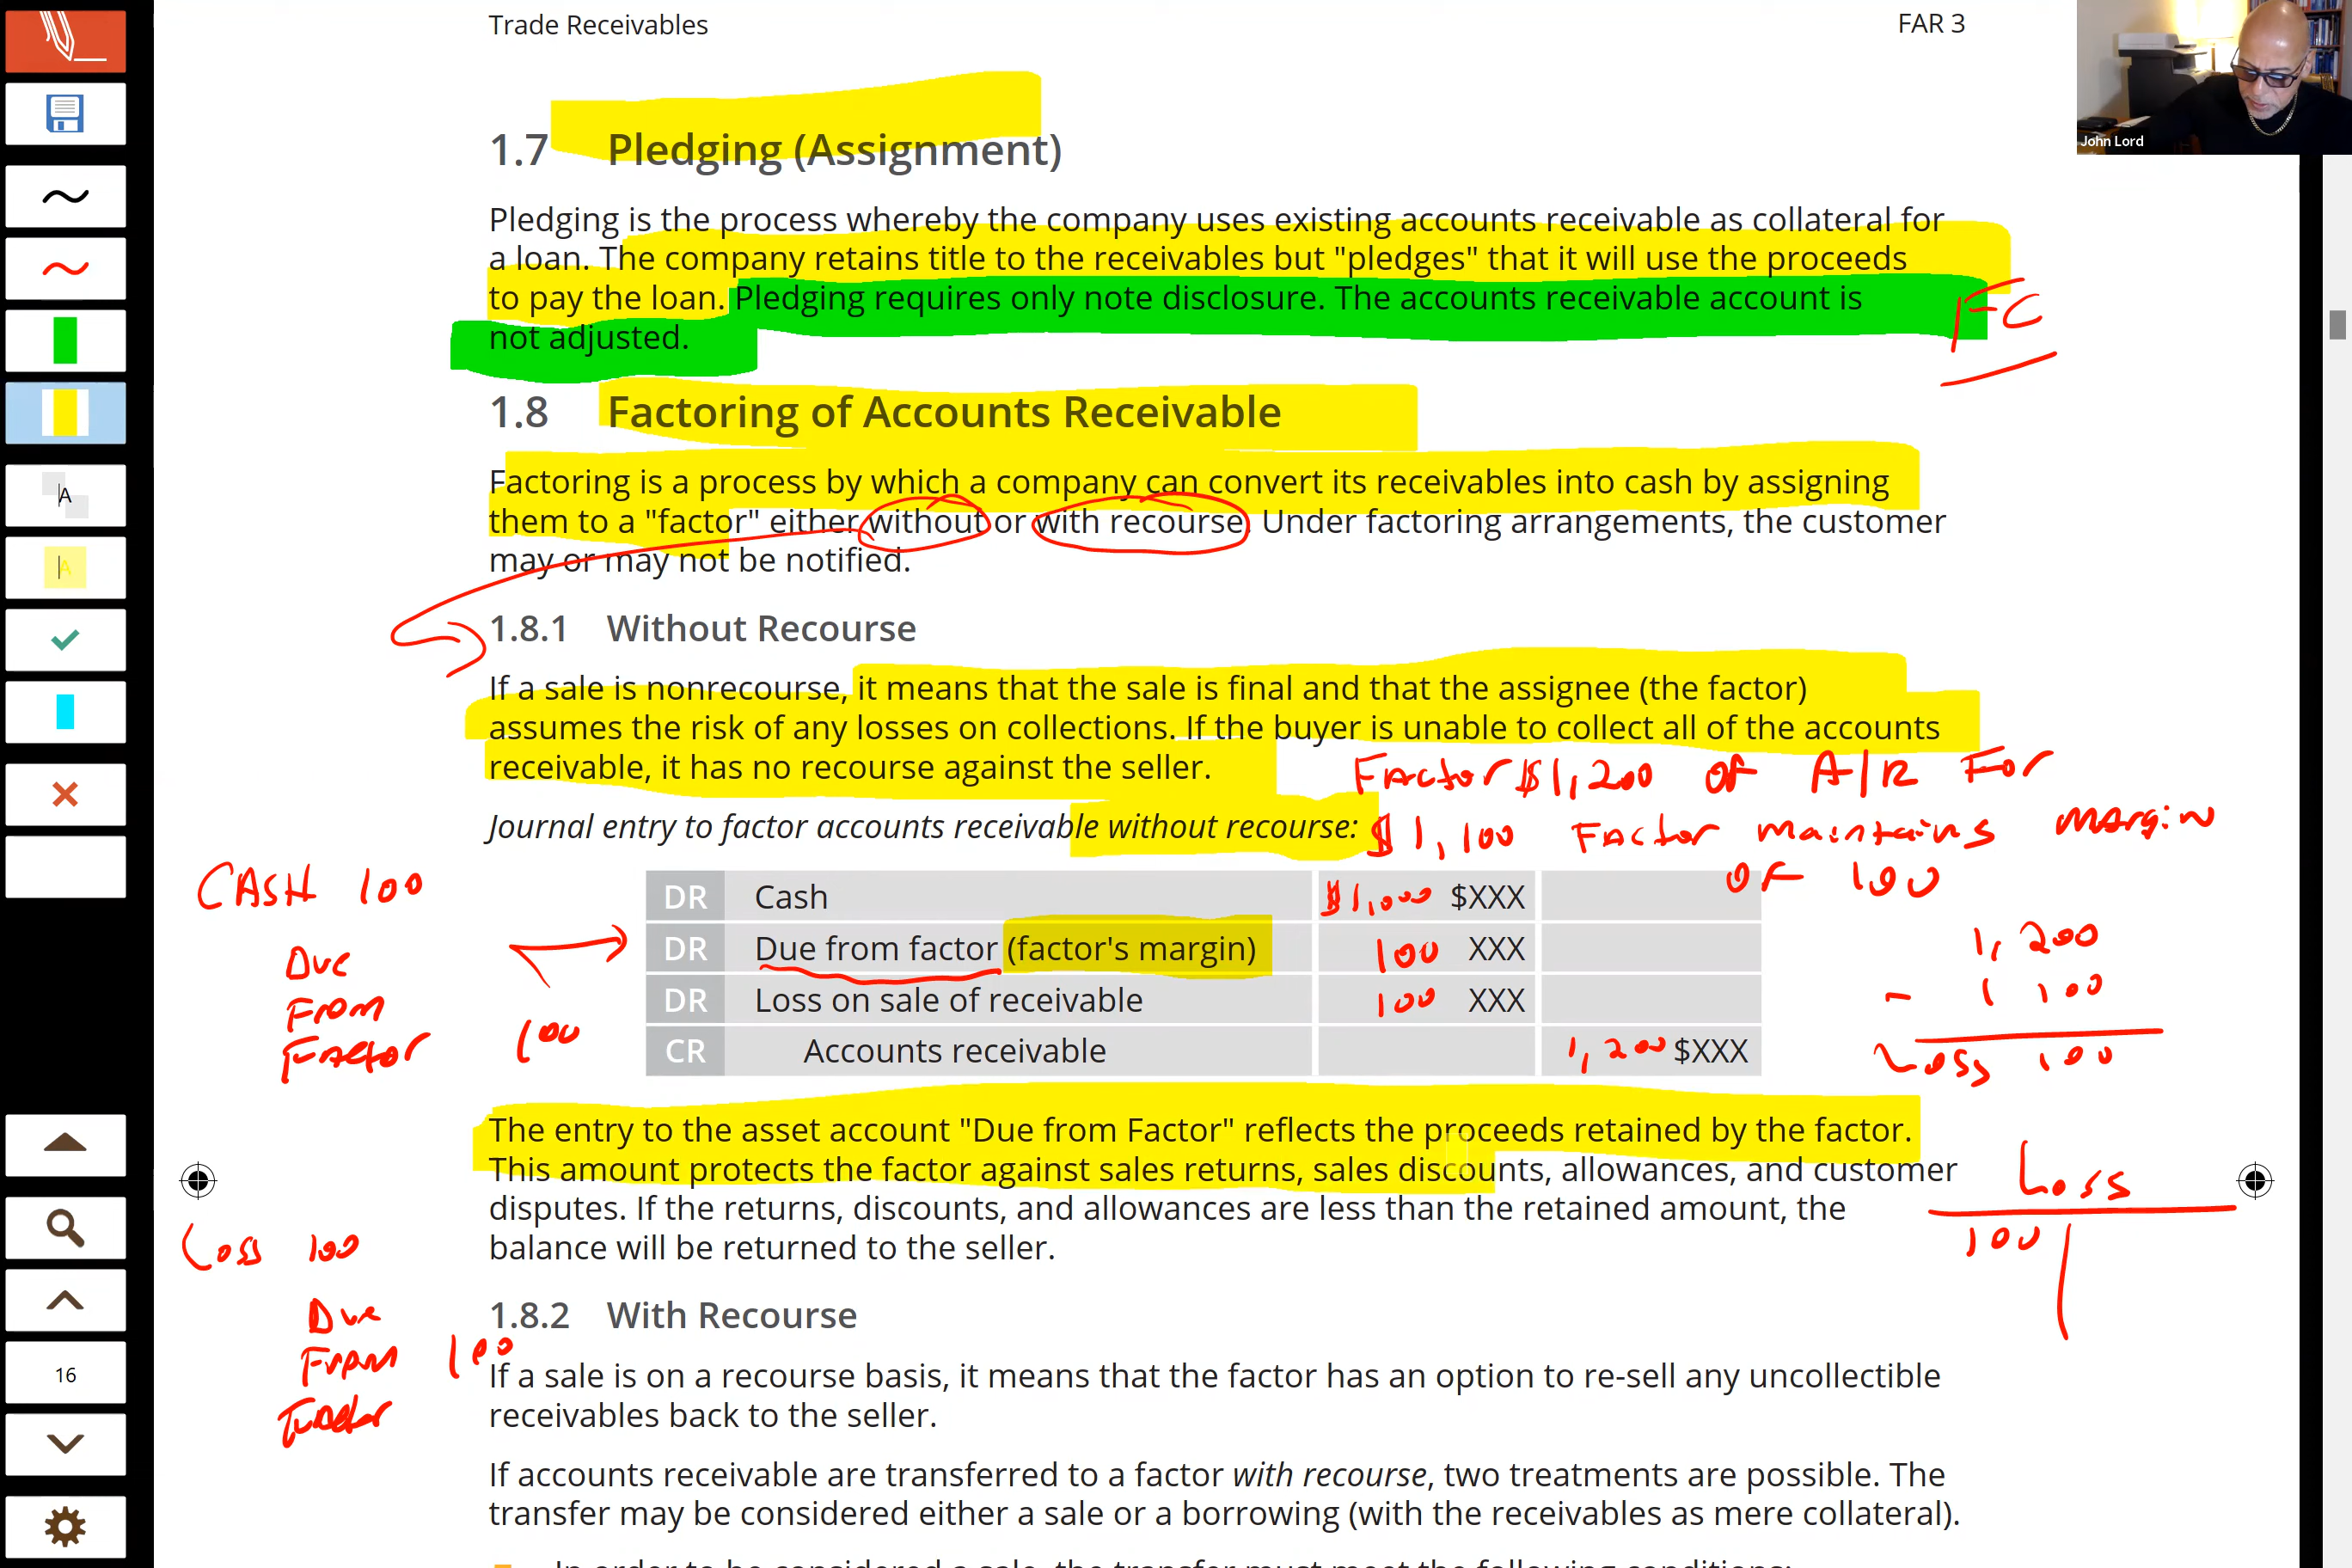 Trade Receivables
FAR 3
John Lord
1.7 Pledging (Assignment)
Pledging is the process whereby the company uses existing accounts receivable as collateral for
a loan. The company retains title to the receivables but "pledges" that it will use the proceeds
to pay the loan. Pledging requires only note disclosure. The accounts receivable account is
not adjusted.
1.8 Factoring of Accounts Receivable
Factoring is a process by which a company can convert its receivables into cash by assigning
them to a "factor" either without or with recourse. Under factoring arrangements, the customer
may or may not be notified.
1.8.1 Without Recourse
If a sale is nonrecourse, it means that the sale is final and that the assignee (the factor)
assumes the risk of any losses on collections. If the buyer is unable to collect all of the accounts
receivable, it has no recourse against the seller.
Factor $1,200 of A/R For
Journal entry to factor accounts receivable without recourse:
$1,100 Factor maintains margin
of 100
CASH 100
DR Cash $1,000 $XXX
DR Due from factor (factor's margin) 100 XXX
DR Loss on sale of receivable 100 XXX
CR Accounts receivable 1,200 $XXX
Due
From
Factor 100
1,200
- 1 100
Loss 100
The entry to the asset account "Due from Factor" reflects the proceeds retained by the factor.
This amount protects the factor against sales returns, sales discounts, allowances, and customer
disputes. If the returns, discounts, and allowances are less than the retained amount, the
balance will be returned to the seller.
Loss
100
Loss 100
Due
From 100
Factor
1.8.2 With Recourse
If a sale is on a recourse basis, it means that the factor has an option to re-sell any uncollectible
receivables back to the seller.
If accounts receivable are transferred to a factor with recourse, two treatments are possible. The
transfer may be considered either a sale or a borrowing (with the receivables as mere collateral).
In order to be considered a sale, the transfer must meet the following conditions:
16
A
A